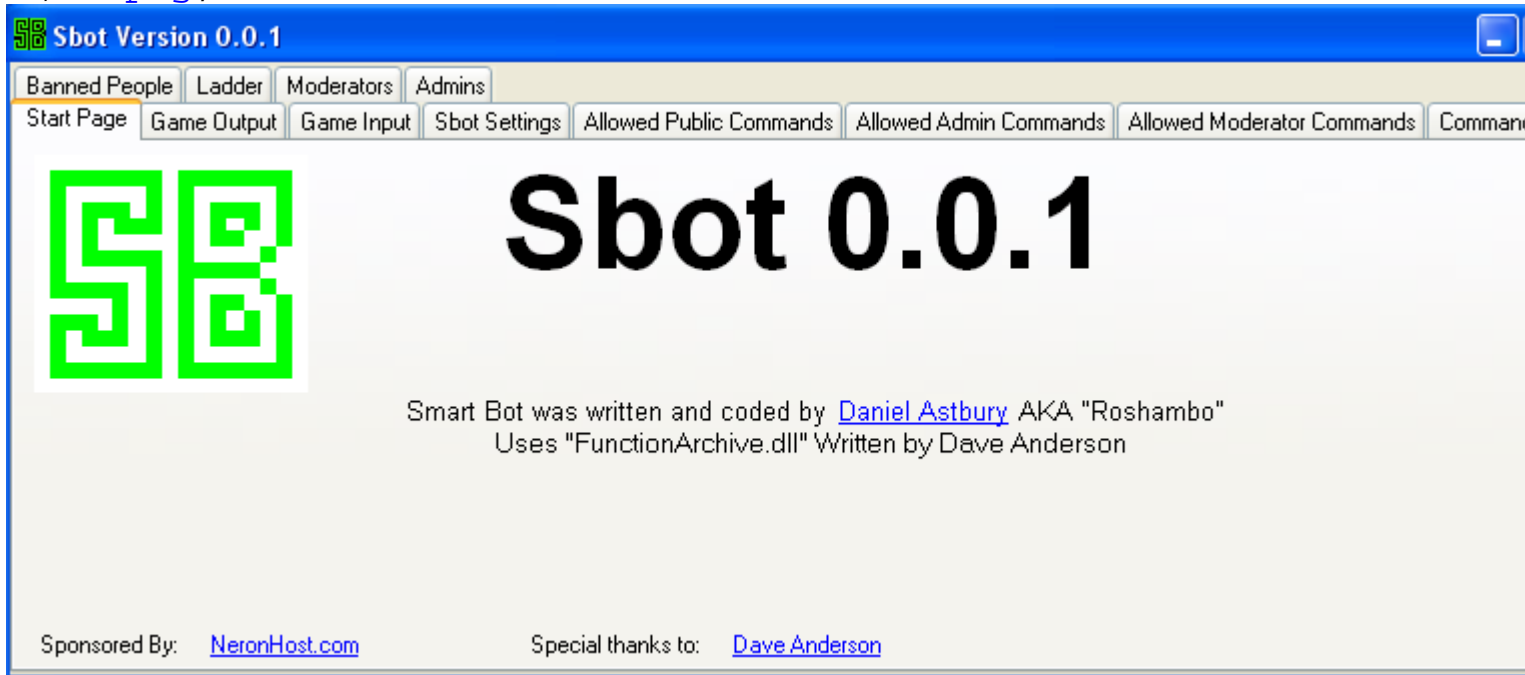 Sbot Version 0.0.1
Banned People Ladder Moderators Admins
Start Page Game Output Game Input Sbot Settings Allowed Public Commands Allowed Admin Commands Allowed Moderator Commands
SB
Sbot 0.0.1
Smart Bot was written and coded by Daniel Astbury AKA "Roshambo"
Uses "FunctionArchive.dll" Written by Dave Anderson
Sponsored By: NeronHost.com Special thanks to: Dave Anderson